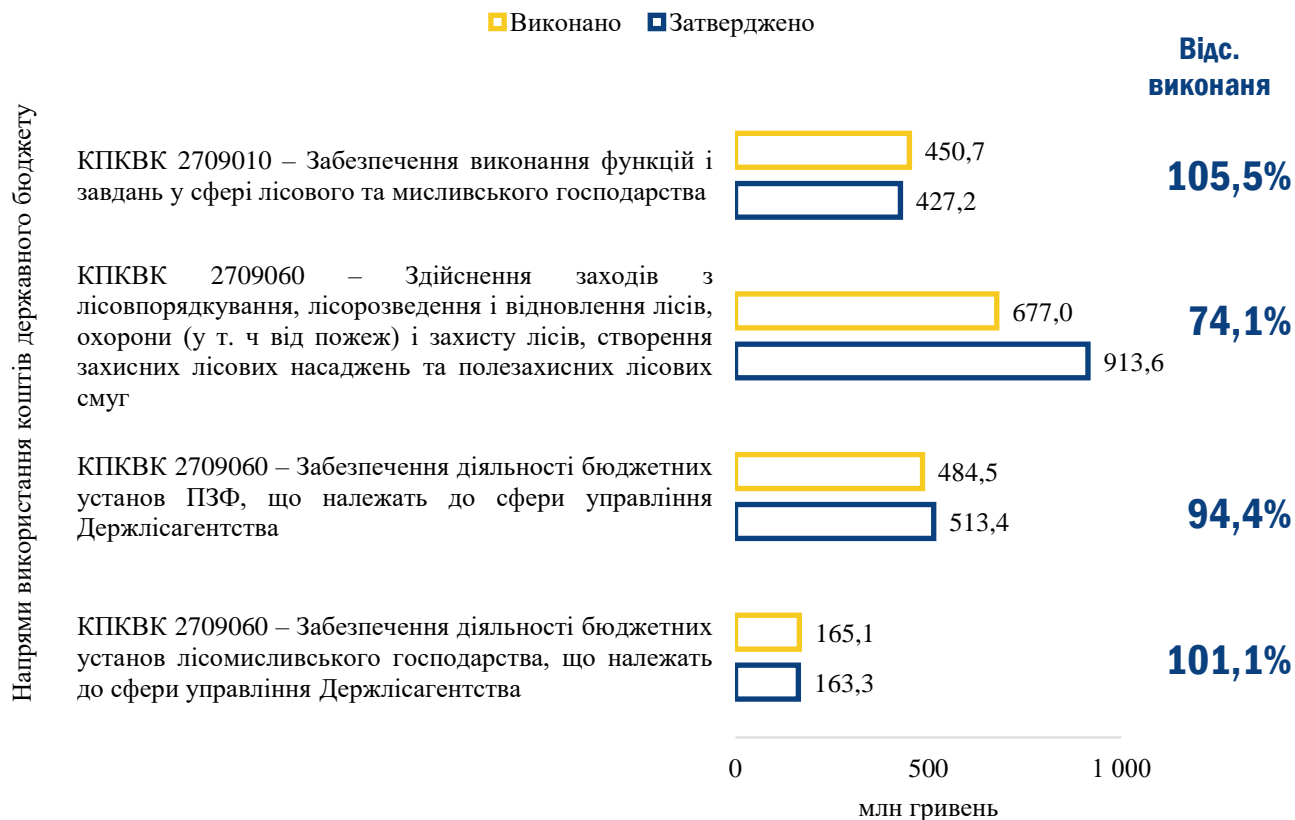 Виконано Затверджено
Відс.
виконаня
Напрями використання коштів державного бюджету
КПКВК 2709010 – Забезпечення виконання функцій і
завдань у сфері лісового та мисливського господарства
450,7
427,2
105,5%
КПКВК 2709060 – Здійснення заходів з
лісовпорядкування, лісорозведення і відновлення лісів,
охорони (у т. ч від пожеж) і захисту лісів, створення
захисних лісових насаджень та полезахисних лісових
смуг
677,0
913,6
74,1%
КПКВК 2709060 – Забезпечення діяльності бюджетних
установ ПЗФ, що належать до сфери управління
Держлісагентства
484,5
513,4
94,4%
КПКВК 2709060 – Забезпечення діяльності бюджетних
установ лісомисливського господарства, що належать
до сфери управління Держлісагентства
165,1
163,3
101,1%
0 500 1 000
млн гривень